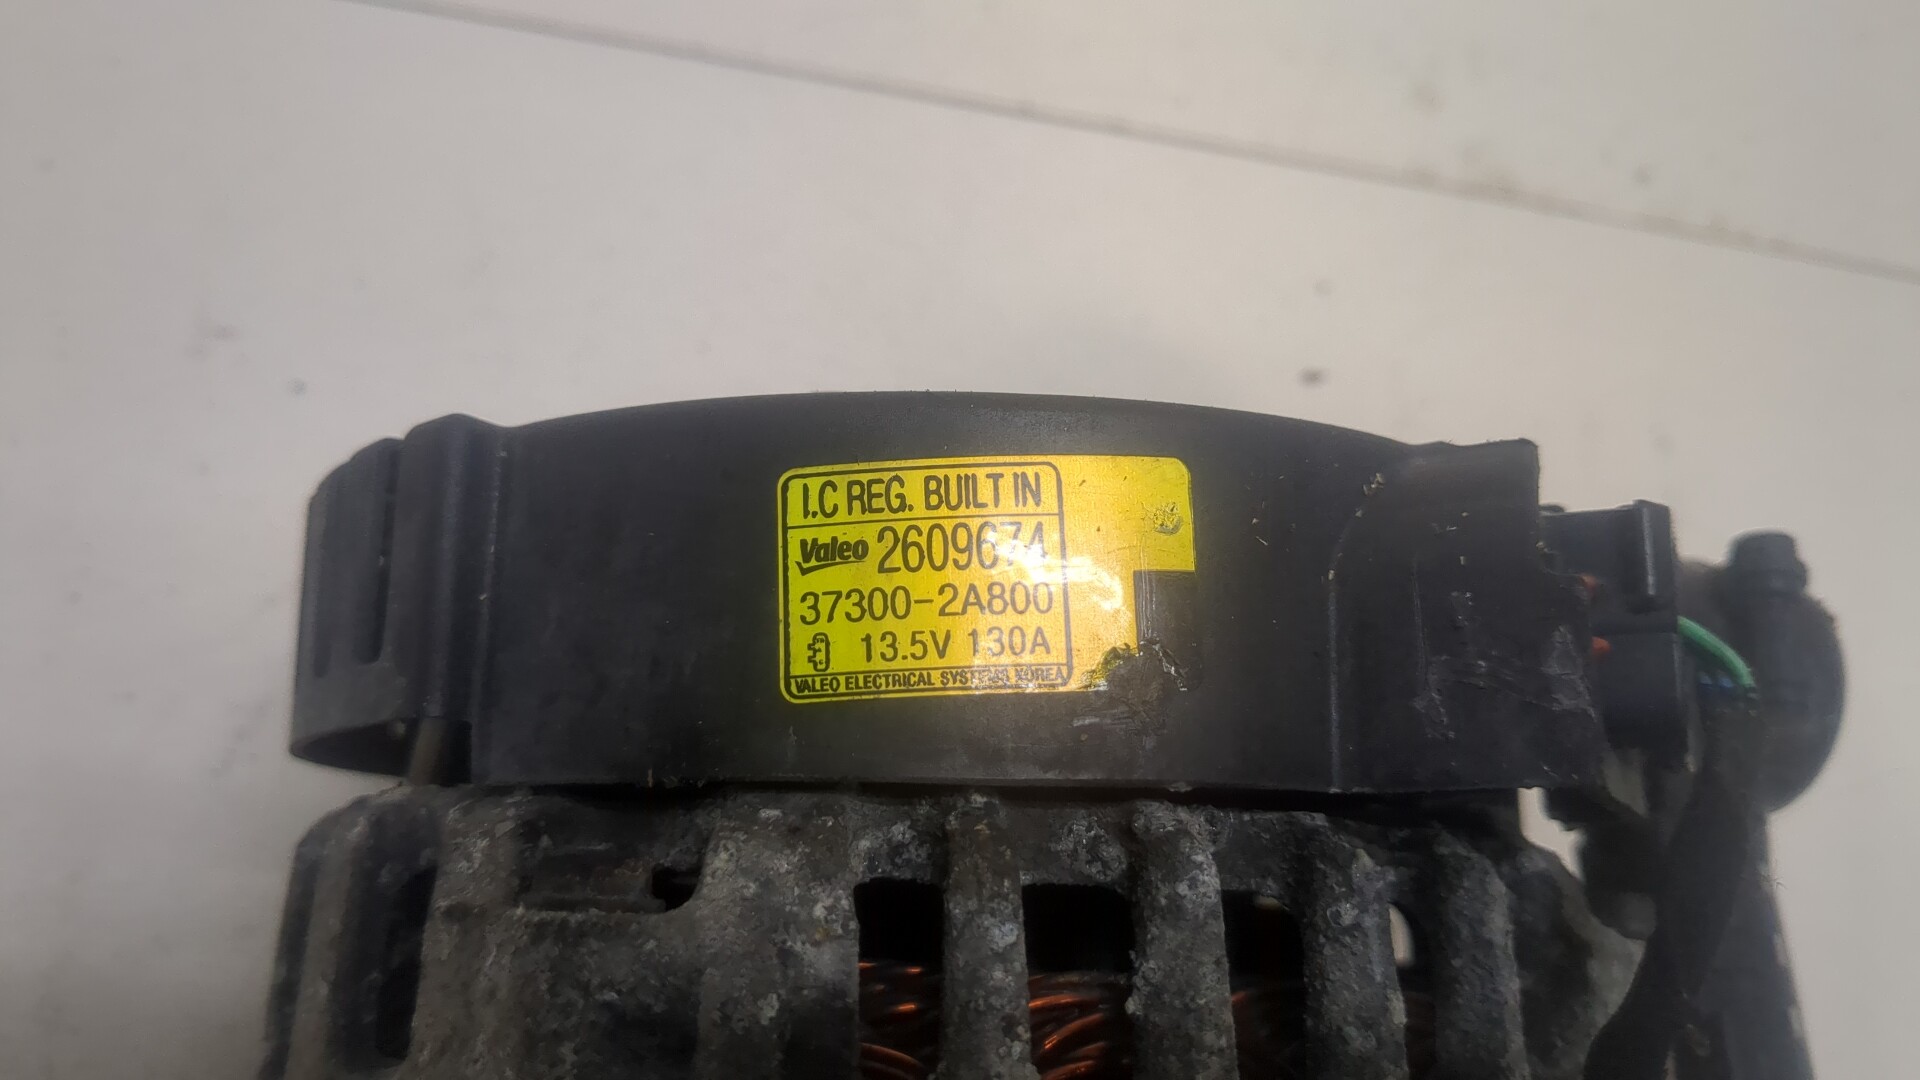 I.C REG. BUILT IN
Valeo 2609674
37300-2A800
13.5V 130A
VALEO ELECTRICAL SYSTEMS KOREA